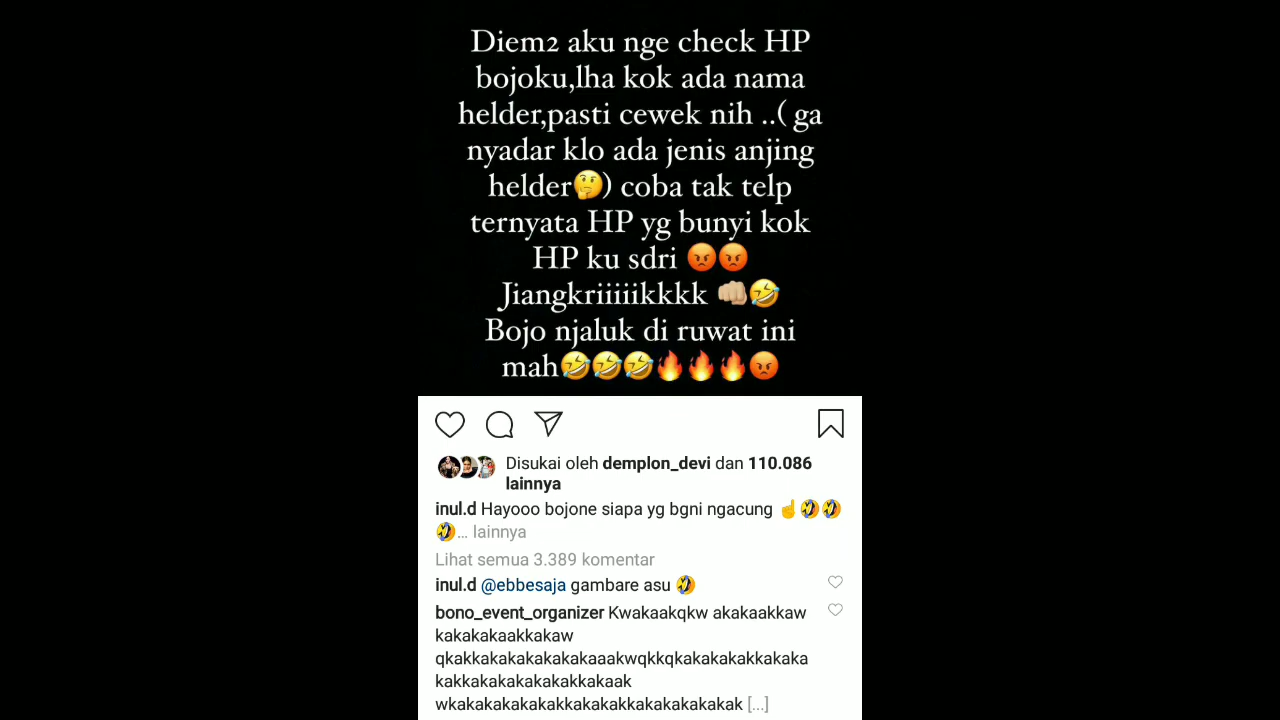 Diem2 aku nge check HP
bojoku,lha kok ada nama
helder,pasti cewek nih ..( ga
nyadar klo ada jenis anjing
helder🤔) coba tak telp
ternyata HP yg bunyi kok
HP ku sdri 😡😡
Jiangkriiiiikkkk 👊🏼🤣
Bojo njaluk di ruwat ini
mah🤣🤣🤣🔥🔥🔥😡
Disukai oleh demplon_devi dan 110.086
lainnya
inul.d Hayooo bojone siapa yg bgni ngacung ☝️🤣🤣
🤣… lainnya
Lihat semua 3.389 komentar
inul.d @ebbesaja gambare asu 🤣
bono_event_organizer Kwakaakqkw akakaakkaw
kakakakaakkakaw
qkakkakakakakakakaaakwqkkqkakakakakkakaka
kakkakakakakakakkakaak
wkakakakakakakkakakakkakakakakakak [...]